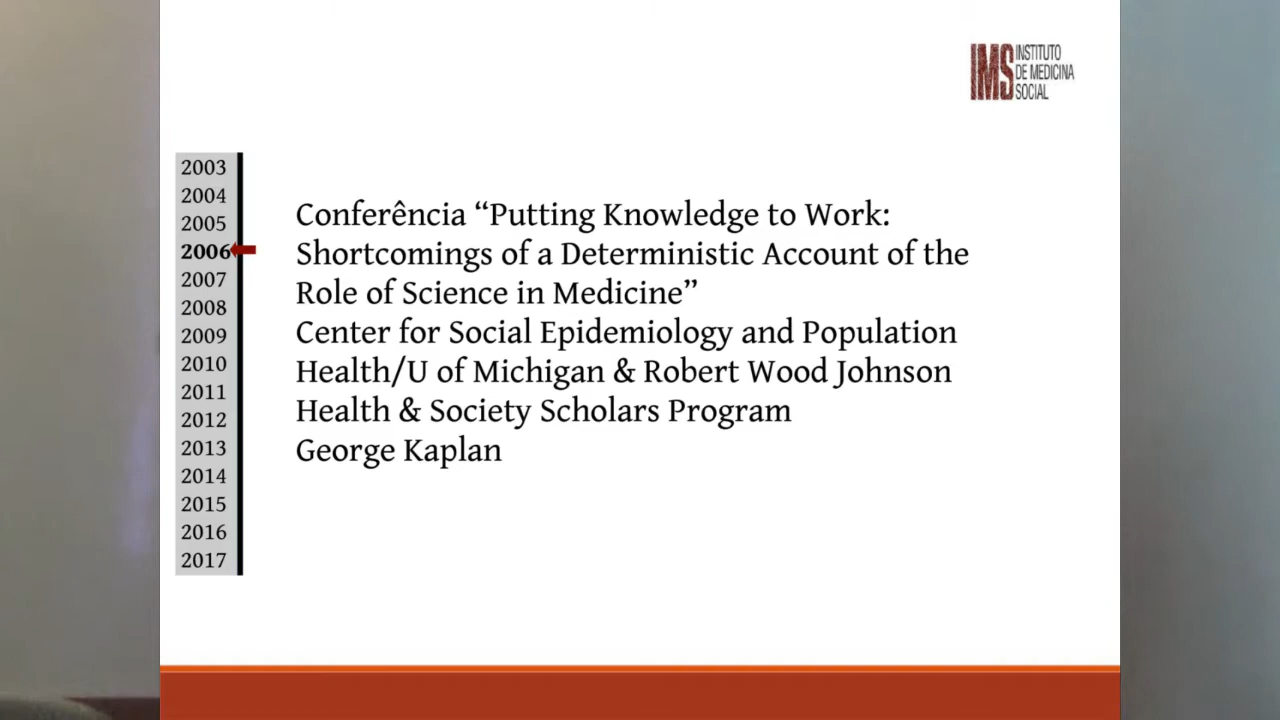 IMS INSTITUTO
DE MEDICINA
SOCIAL
2003
2004
2005
2006
2007
2008
2009
2010
2011
2012
2013
2014
2015
2016
2017
Conferência “Putting Knowledge to Work:
Shortcomings of a Deterministic Account of the
Role of Science in Medicine”
Center for Social Epidemiology and Population
Health/U of Michigan & Robert Wood Johnson
Health & Society Scholars Program
George Kaplan